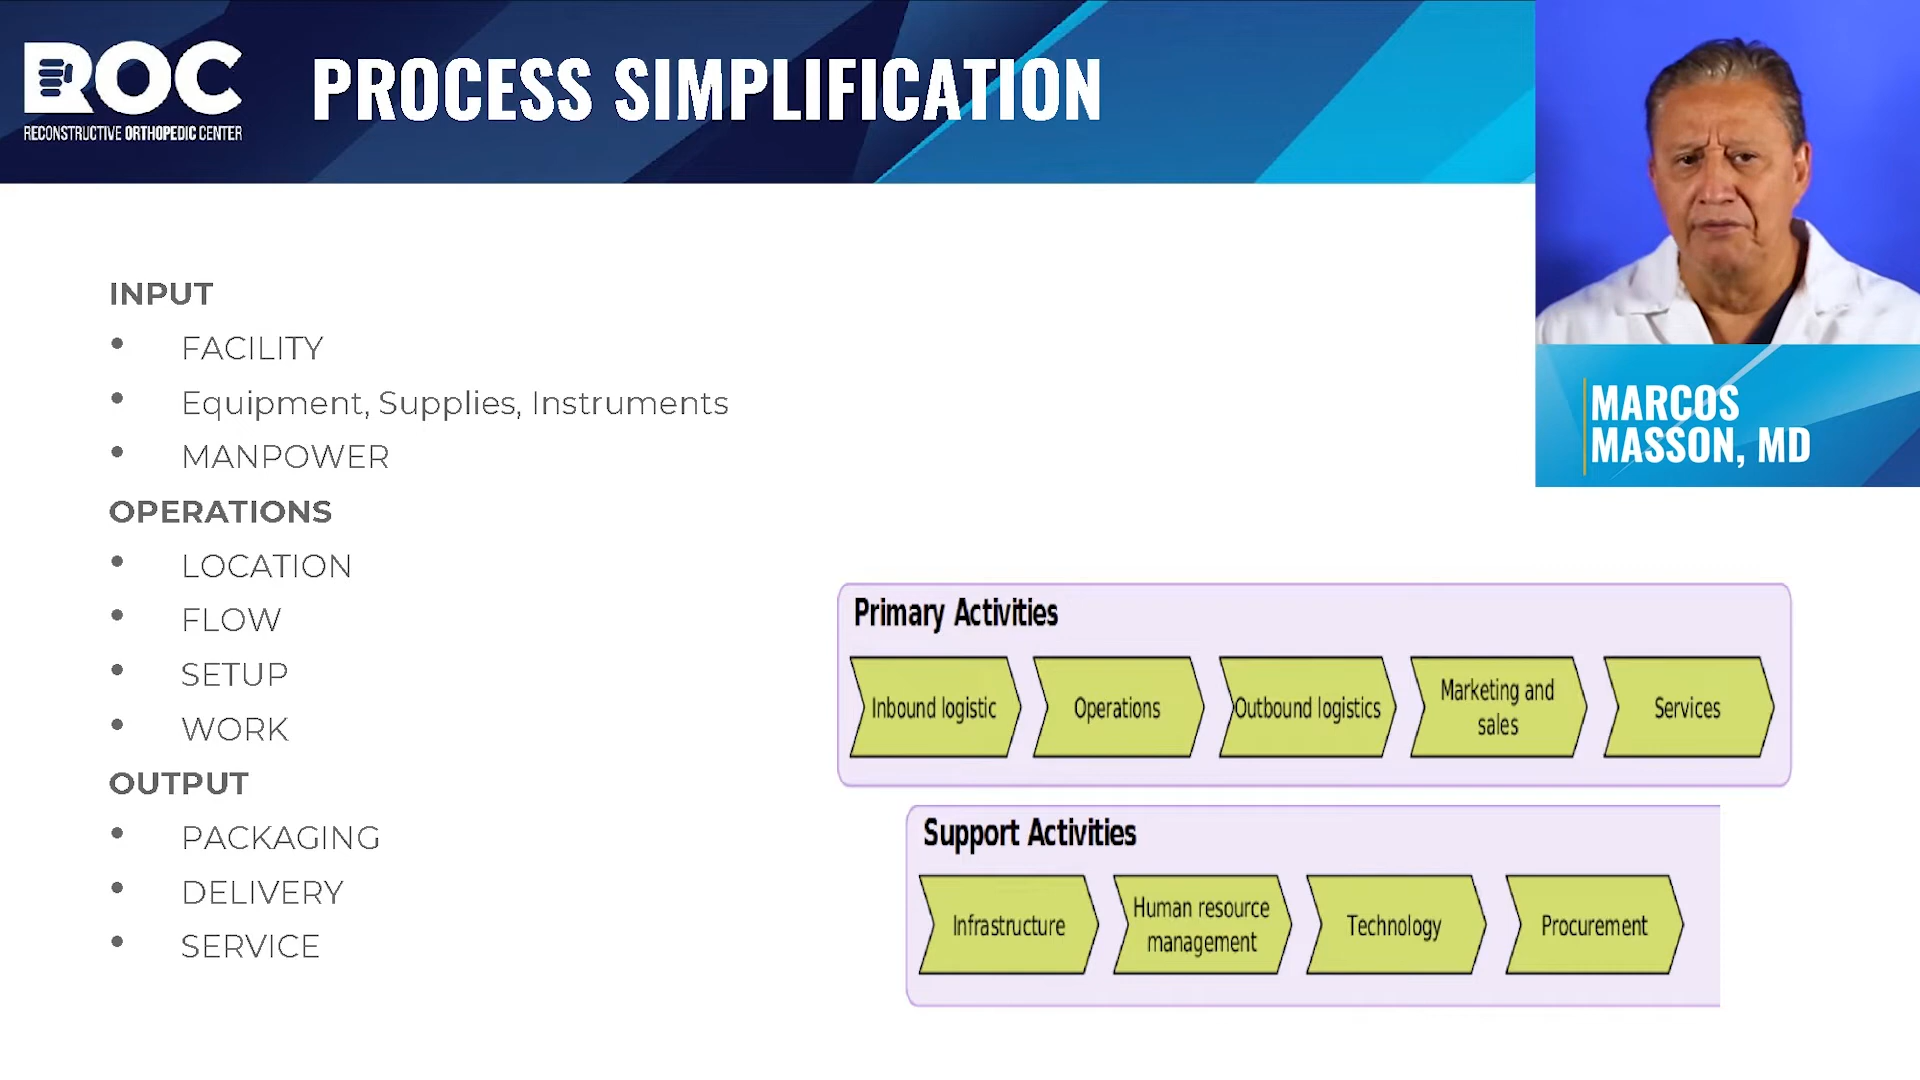 ROC
RECONSTRUCTIVE ORTHOPEDIC CENTER
PROCESS SIMPLIFICATION
MARCOS
MASSON, MD
INPUT
• FACILITY
• Equipment, Supplies, Instruments
• MANPOWER
OPERATIONS
• LOCATION
• FLOW
• SETUP
• WORK
OUTPUT
• PACKAGING
• DELIVERY
• SERVICE
Primary Activities
Inbound logistic
Operations
Outbound logistics
Marketing and
sales
Services
Support Activities
Infrastructure
Human resource
management
Technology
Procurement